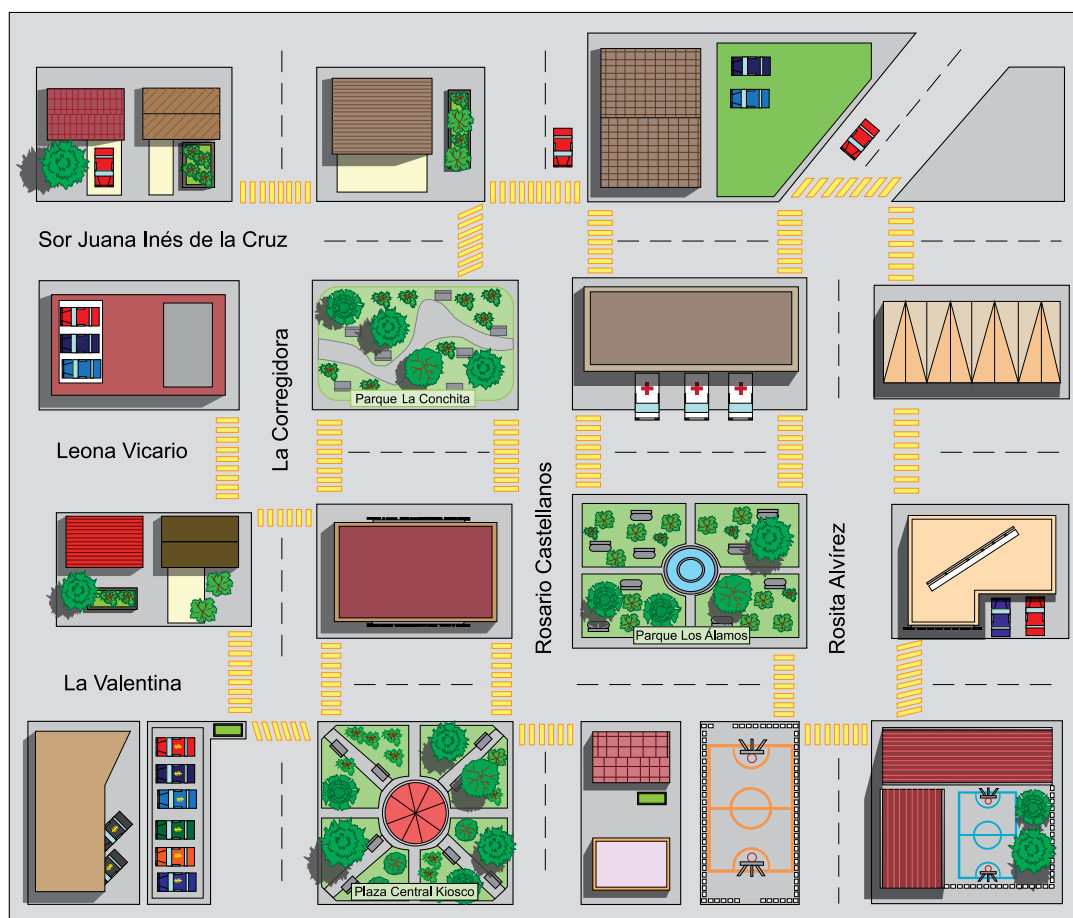 Sor Juana Inés de la Cruz
La Corregidora
Parque La Conchita
Leona Vicario
Rosario Castellanos
Rosita Alvírez
Parque Los Álamos
La Valentina
Plaza Central Kiosco